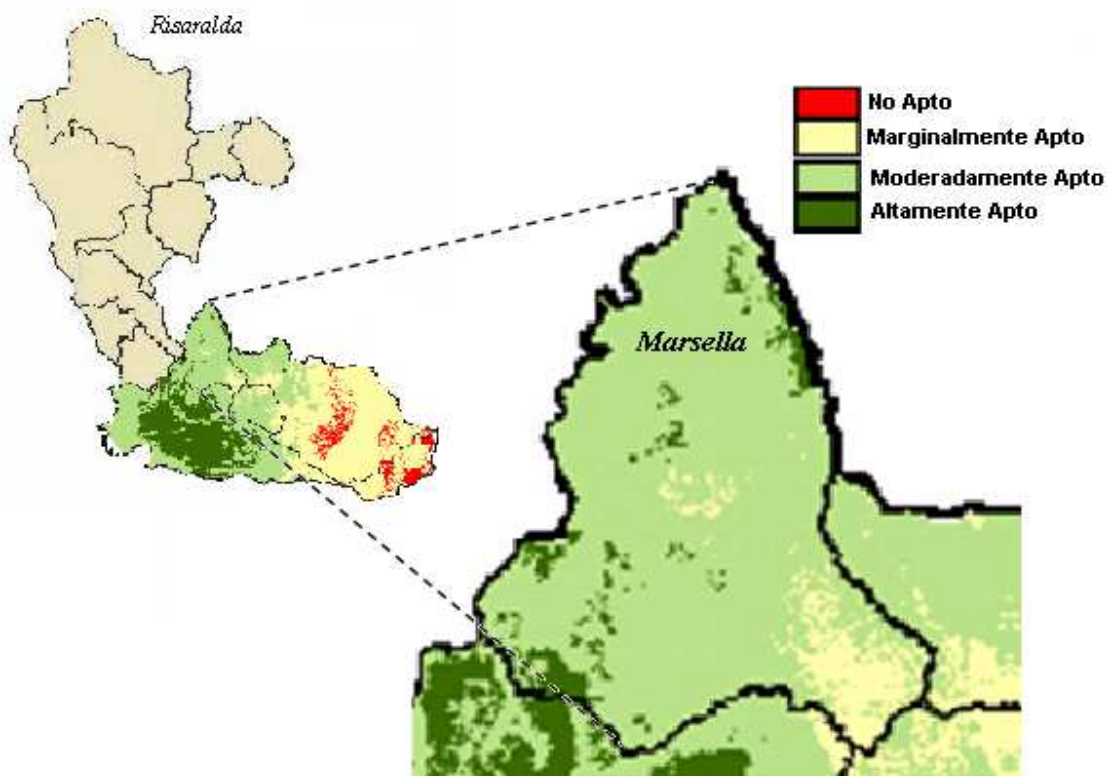 Risaralda
No Apto
Marginalmente Apto
Moderadamente Apto
Altamente Apto
Marsella